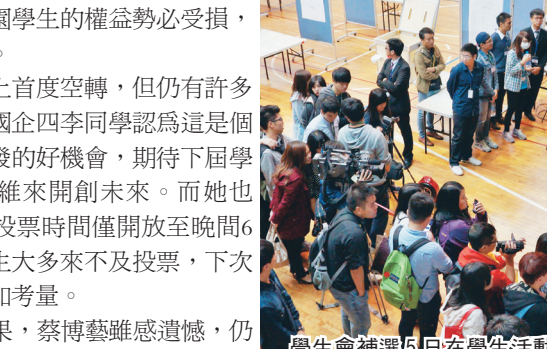 園學生的權益勢必受損，
。
上首度空轉，但仍有許多
國企四李同學認爲這是個
發的好機會，期待下屆學
維來開創未來。而她也
投票時間僅開放至晚間6
生大多來不及投票，下次
如考量。
果，蔡博藝雖感遺憾，仍
學生會補選5日在學生活動